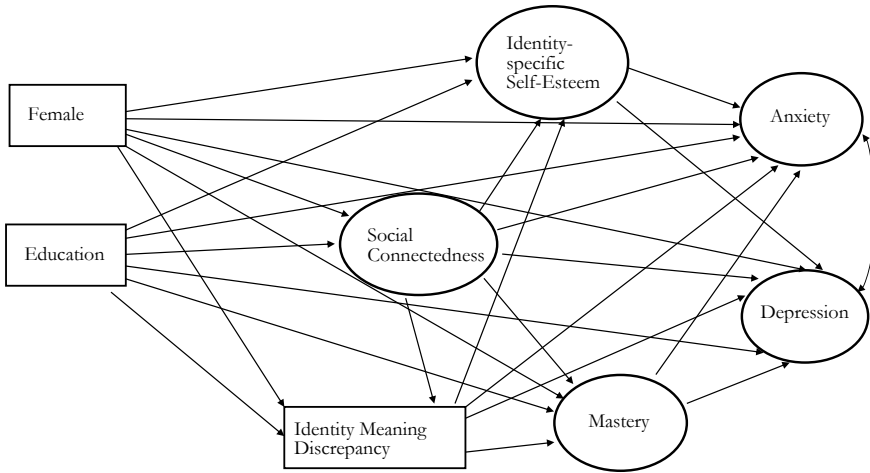 Identity-
specific
Self-Esteem
Female
Anxiety
Education
Social
Connectedness
Depression
Identity Meaning
Discrepancy
Mastery